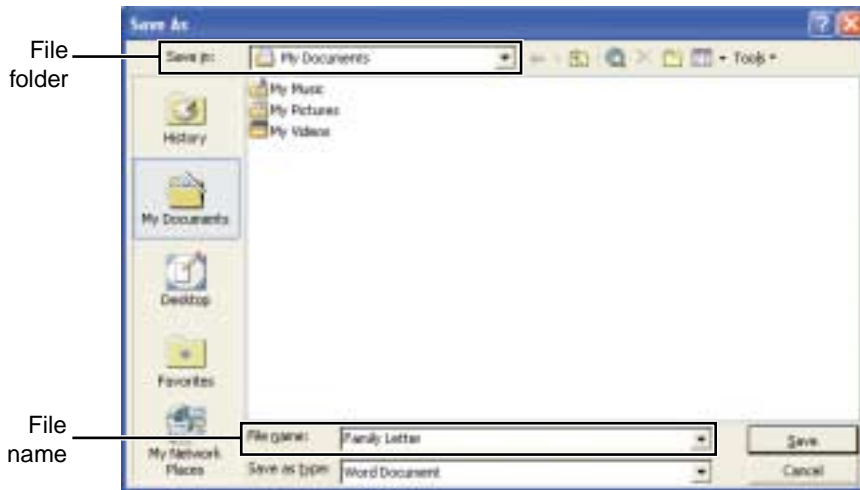 Save As
File folder
Save in:
My Documents
Tools
My Music
My Pictures
My Videos
History
My Documents
Desktop
Favorites
My Network Places
File name
File name:
Family Letter
Save
Save as type:
Word Document
Cancel